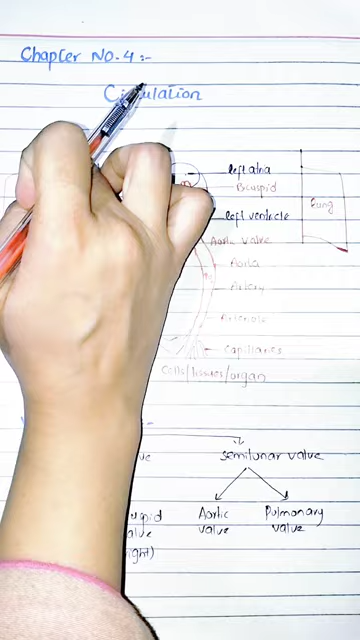 Chapter NO. 4 :-
Circulation
left atria
Bicuspid
Lung
left ventricle
Aortic valve
Aorta
Artery
Arteriole
Capillaries
Cells/tissues/organ
Semilunar valve
Aortic Pulmonary
valve valve
right)